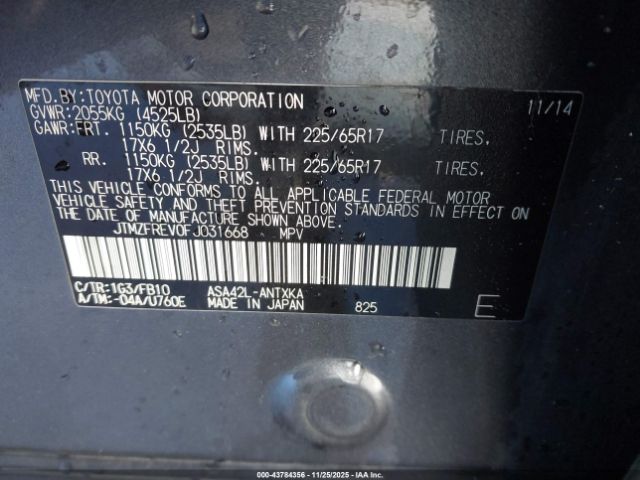 MFD.BY:TOYOTA MOTOR CORPORATION 11/14
GVWR:2055KG (4525LB)
GAWR:FRT. 1150KG (2535LB) WITH 225/65R17 TIRES,
17X6 1/2J RIMS.
RR. 1150KG (2535LB) WITH 225/65R17 TIRES,
17X6 1/2J RIMS.
THIS VEHICLE CONFORMS TO ALL APPLICABLE FEDERAL MOTOR
VEHICLE SAFETY AND THEFT PREVENTION STANDARDS IN EFFECT ON
THE DATE OF MANUFACTURE SHOWN ABOVE.
JTMZFREV0FJ031668 MPV
C/TR:1G3/FB10 ASA42L-ANTXKA
A/TM:-04A/U760E MADE IN JAPAN 825 E
000-43784356 - 11/25/2025 - IAA Inc.